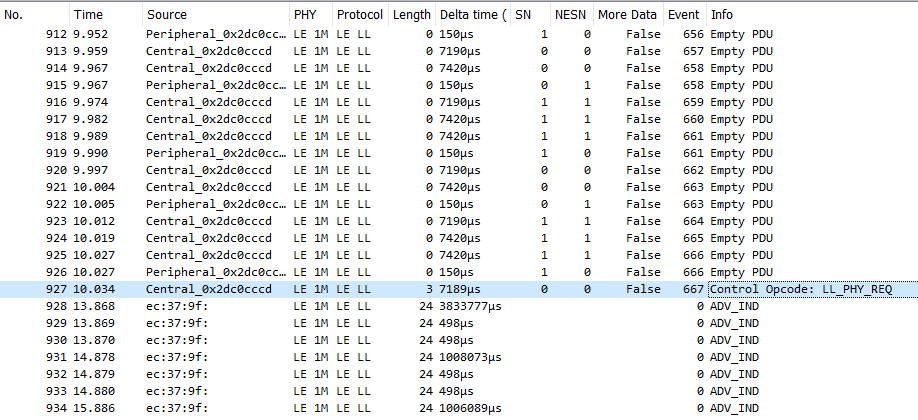 No. Time Source PHY Protocol Length Delta time ( SN NESN More Data Event Info
912 9.952 Peripheral_0x2dc0cc… LE 1M LE LL 0 150µs 1 0 False 656 Empty PDU
913 9.959 Central_0x2dc0cccd LE 1M LE LL 0 7190µs 0 0 False 657 Empty PDU
914 9.967 Central_0x2dc0cccd LE 1M LE LL 0 7420µs 0 0 False 658 Empty PDU
915 9.967 Peripheral_0x2dc0cc… LE 1M LE LL 0 150µs 0 1 False 658 Empty PDU
916 9.974 Central_0x2dc0cccd LE 1M LE LL 0 7190µs 1 1 False 659 Empty PDU
917 9.982 Central_0x2dc0cccd LE 1M LE LL 0 7420µs 1 1 False 660 Empty PDU
918 9.989 Central_0x2dc0cccd LE 1M LE LL 0 7420µs 1 1 False 661 Empty PDU
919 9.990 Peripheral_0x2dc0cc… LE 1M LE LL 0 150µs 1 0 False 661 Empty PDU
920 9.997 Central_0x2dc0cccd LE 1M LE LL 0 7190µs 0 0 False 662 Empty PDU
921 10.004 Central_0x2dc0cccd LE 1M LE LL 0 7420µs 0 0 False 663 Empty PDU
922 10.005 Peripheral_0x2dc0cc… LE 1M LE LL 0 150µs 0 1 False 663 Empty PDU
923 10.012 Central_0x2dc0cccd LE 1M LE LL 0 7190µs 1 1 False 664 Empty PDU
924 10.019 Central_0x2dc0cccd LE 1M LE LL 0 7420µs 1 1 False 665 Empty PDU
925 10.027 Central_0x2dc0cccd LE 1M LE LL 0 7420µs 1 1 False 666 Empty PDU
926 10.027 Peripheral_0x2dc0cc… LE 1M LE LL 0 150µs 1 0 False 666 Empty PDU
927 10.034 Central_0x2dc0cccd LE 1M LE LL 3 7189µs 0 0 False 667 Control Opcode: LL_PHY_REQ
928 13.868 ec:37:9f: LE 1M LE LL 24 3833777µs 0 ADV_IND
929 13.869 ec:37:9f: LE 1M LE LL 24 498µs 0 ADV_IND
930 13.870 ec:37:9f: LE 1M LE LL 24 498µs 0 ADV_IND
931 14.878 ec:37:9f: LE 1M LE LL 24 1008073µs 0 ADV_IND
932 14.879 ec:37:9f: LE 1M LE LL 24 498µs 0 ADV_IND
933 14.880 ec:37:9f: LE 1M LE LL 24 498µs 0 ADV_IND
934 15.886 ec:37:9f: LE 1M LE LL 24 1006089µs 0 ADV_IND